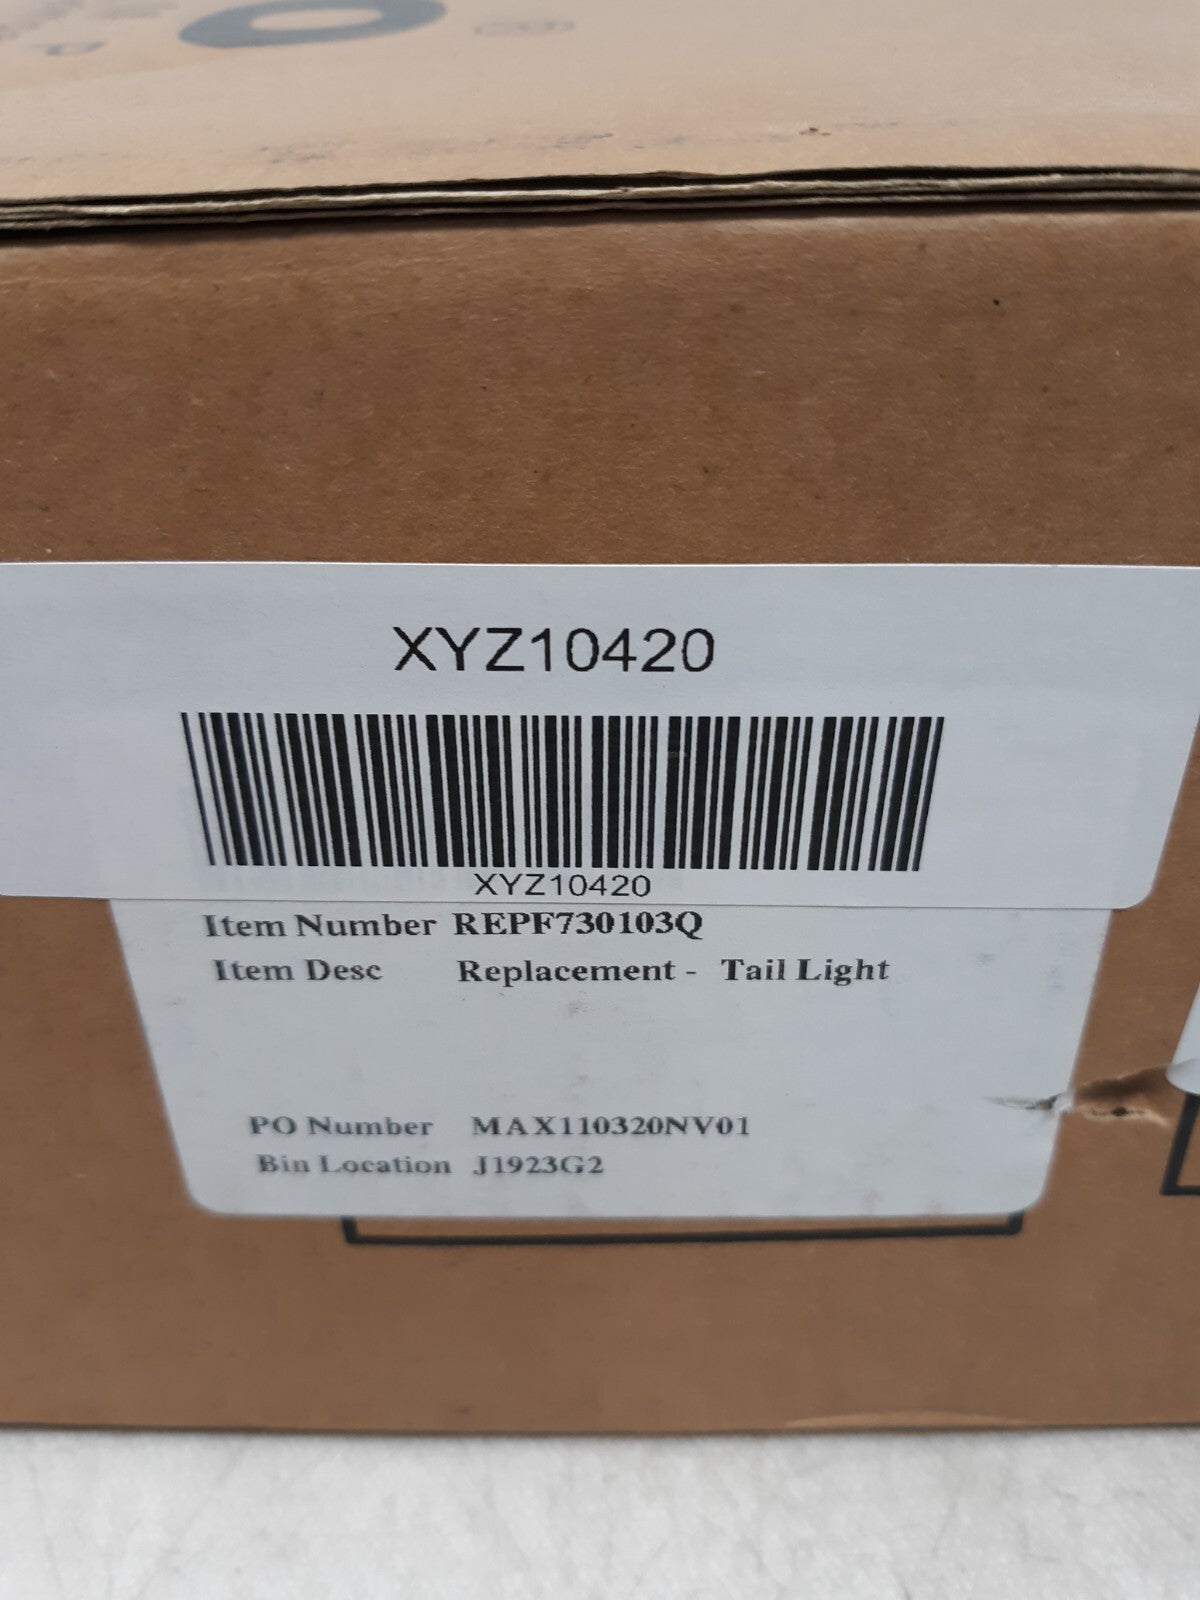 XYZ10420
XYZ10420
Item Number REPF730103Q
Item Desc Replacement - Tail Light
PO Number MAX110320NV01
Bin Location J1923G2